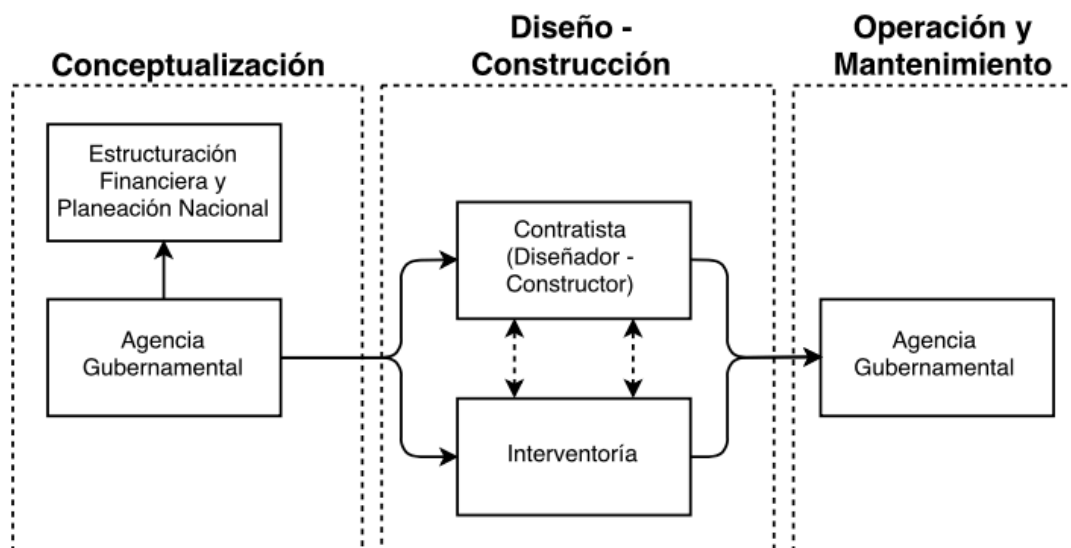 Conceptualización
Diseño -
Construcción
Operación y
Mantenimiento
Estructuración
Financiera y
Planeación Nacional
Agencia
Gubernamental
Contratista
(Diseñador -
Constructor)
Interventoría
Agencia
Gubernamental